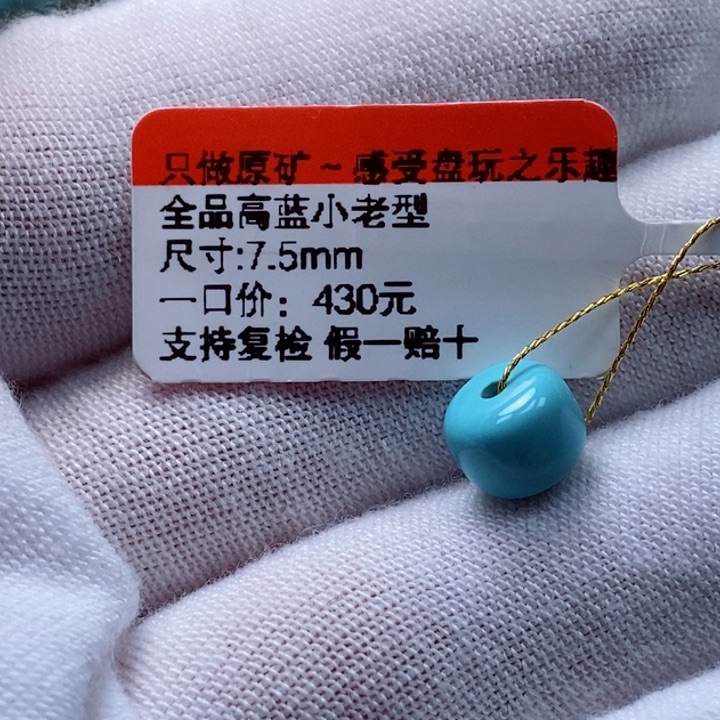 只做原矿~感受盘玩之乐趣
全品高蓝小老型
尺寸:7.5mm
一口价：430元
支持复检 假一赔十